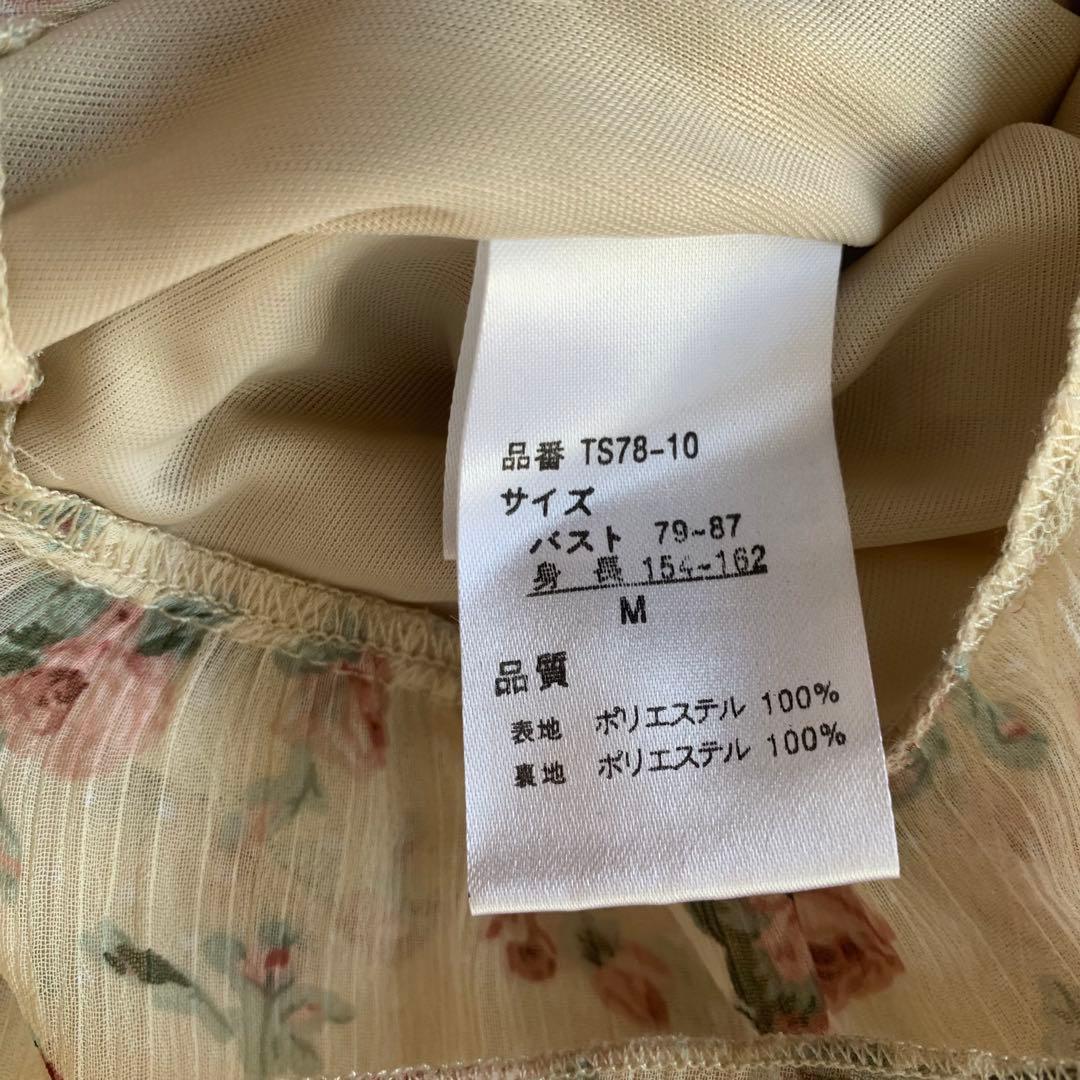 品番 TS78-10
サイズ
バスト 79~87
身長 154~162
M
品質
表地 ポリエステル 100%
裏地 ポリエステル 100%